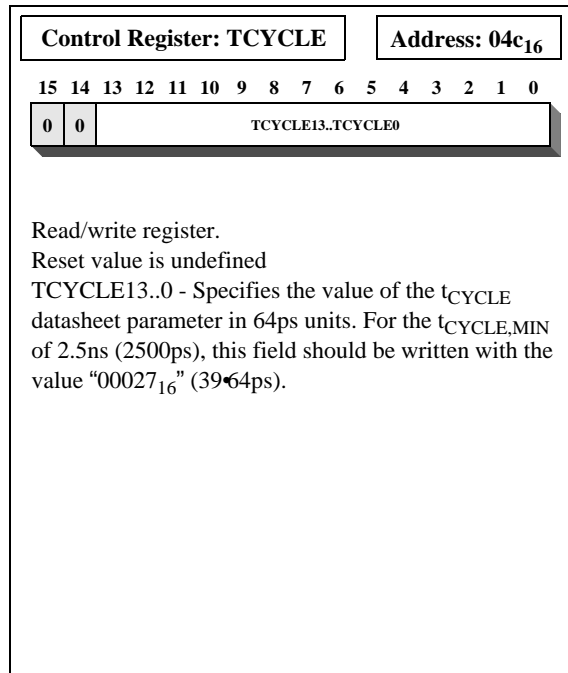 Control Register: TCYCLE Address: 04c16
15 14 13 12 11 10 9 8 7 6 5 4 3 2 1 0
0 0 TCYCLE13..TCYCLE0
Read/write register.
Reset value is undefined
TCYCLE13..0 - Specifies the value of the tCYCLE
datasheet parameter in 64ps units. For the tCYCLE,MIN
of 2.5ns (2500ps), this field should be written with the
value “0002716” (39•64ps).